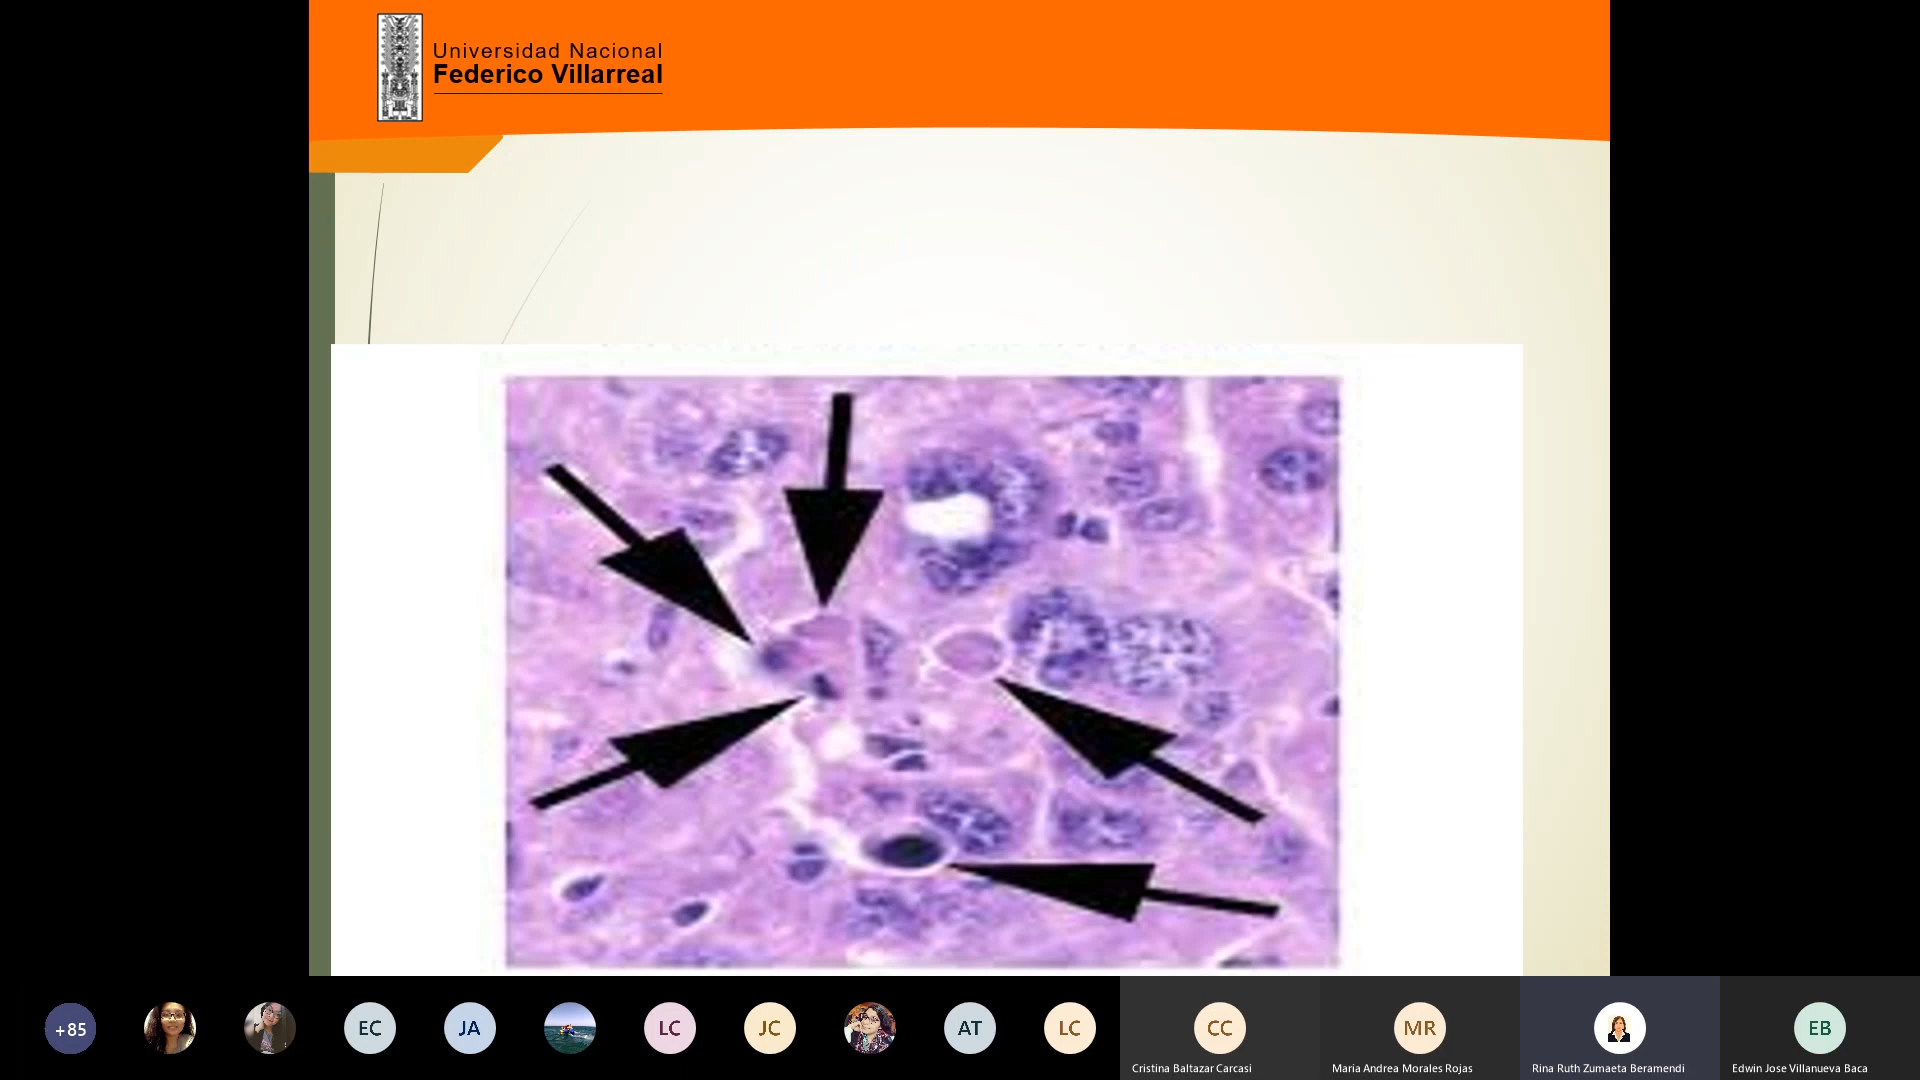 Universidad Nacional
Federico Villarreal
+85
EC
JA
LC
JC
AT
LC
CC
MR
EB
Cristina Baltazar Carcasi
Maria Andrea Morales Rojas
Rina Ruth Zumaeta Beramendi
Edwin Jose Villanueva Baca